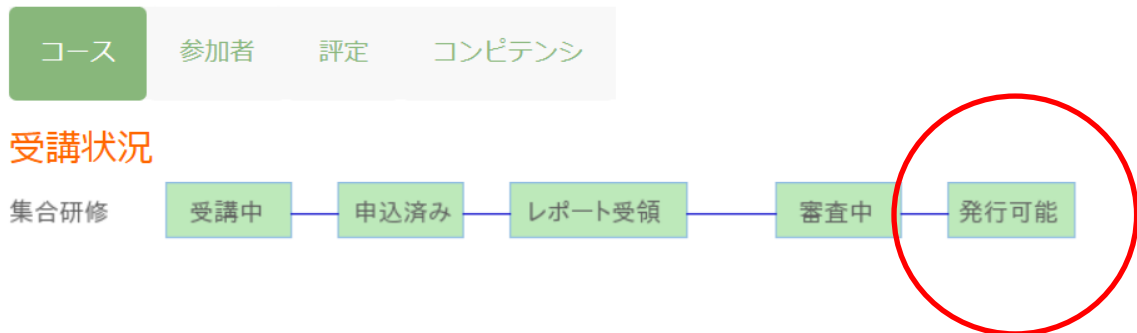 コース 参加者 評定 コンピテンシ
受講状況
集合研修 受講中 申込済み レポート受領 審査中 発行可能